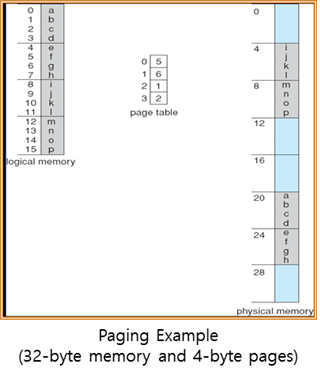 0 a
1 b
2 c
3 d
4 e
5 f
6 g
7 h
8 i
9 j
10 k
11 l
12 m
13 n
14 o
15 p
logical memory
0 5
1 6
2 1
3 2
page table
0
4 i
j
k
l
8 m
n
o
p
12
16
20 a
b
c
d
24 e
f
g
h
28
physical memory
Paging Example
(32-byte memory and 4-byte pages)